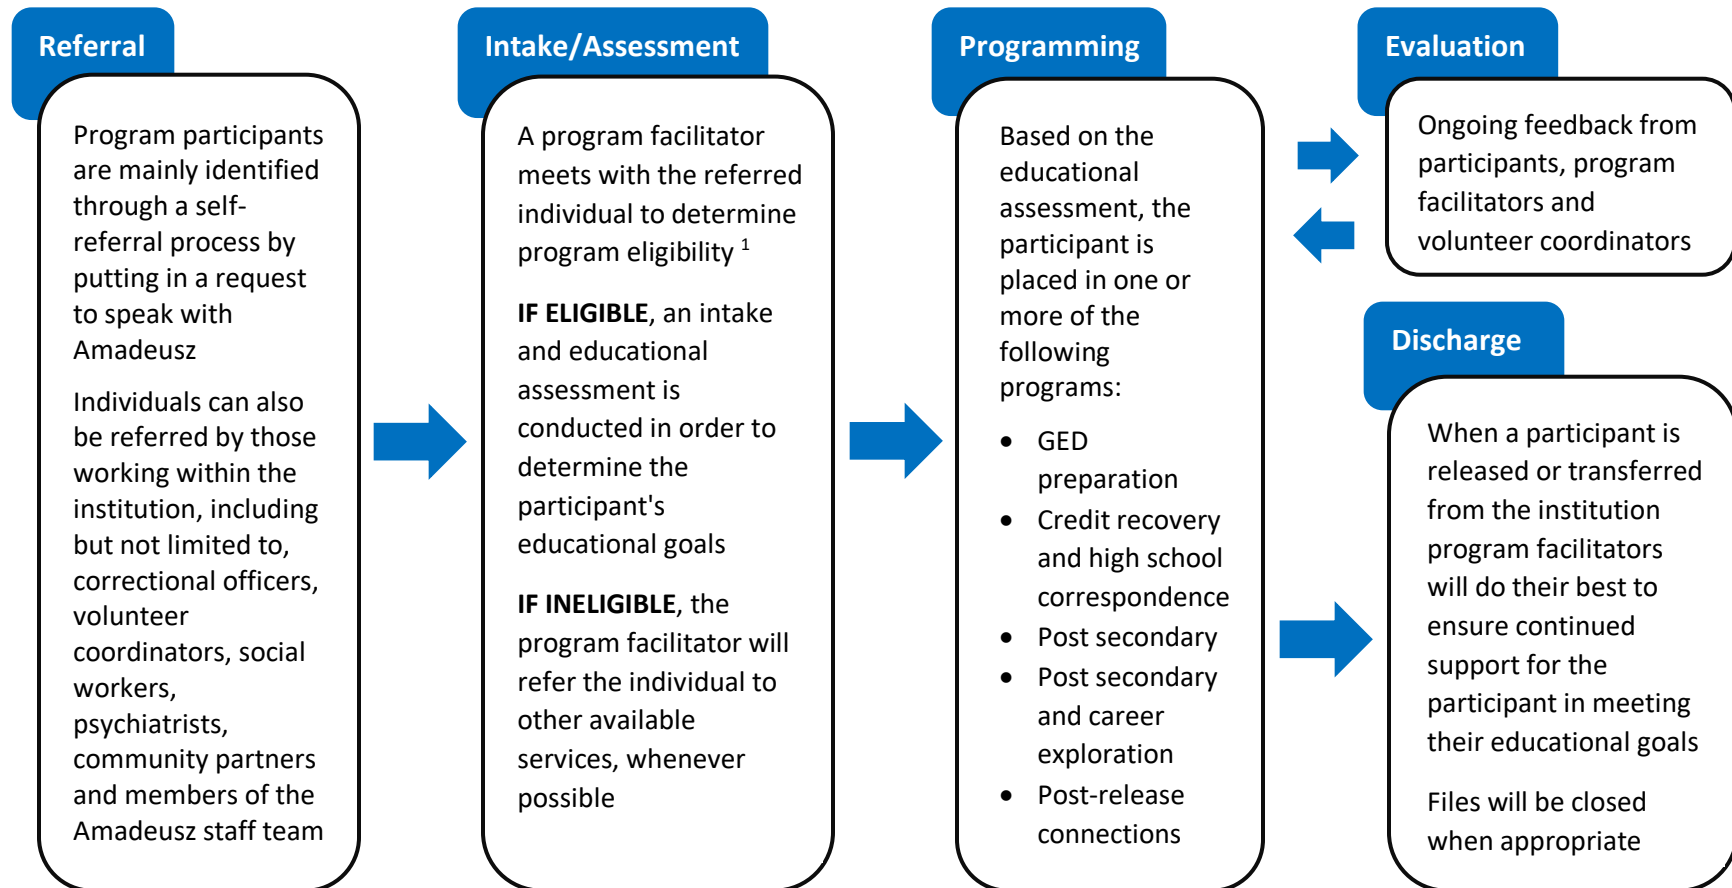 Referral
Program participants
are mainly identified
through a self-
referral process by
putting in a request
to speak with
Amadeusz
Individuals can also
be referred by those
working within the
institution, including
but not limited to,
correctional officers,
volunteer
coordinators, social
workers,
psychiatrists,
community partners
and members of the
Amadeusz staff team
Intake/Assessment
A program facilitator
meets with the referred
individual to determine
program eligibility ¹
IF ELIGIBLE, an intake
and educational
assessment is
conducted in order to
determine the
participant's
educational goals
IF INELIGIBLE, the
program facilitator will
refer the individual to
other available
services, whenever
possible
Programming
Based on the
educational
assessment, the
participant is
placed in one or
more of the
following
programs:
• GED
preparation
• Credit recovery
and high school
correspondence
• Post secondary
• Post secondary
and career
exploration
• Post-release
connections
Evaluation
Ongoing feedback from
participants, program
facilitators and
volunteer coordinators
Discharge
When a participant is
released or transferred
from the institution
program facilitators
will do their best to
ensure continued
support for the
participant in meeting
their educational goals
Files will be closed
when appropriate